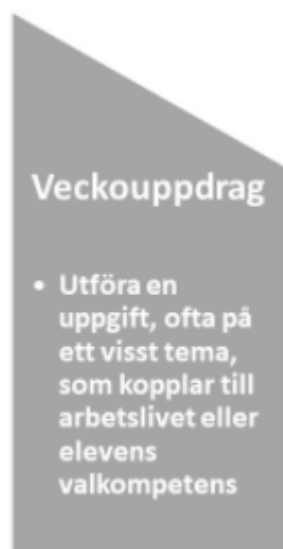 Veckouppdrag
• Utföra en
uppgift, ofta på
ett visst tema,
som kopplar till
arbetslivet eller
elevens
valkompetens